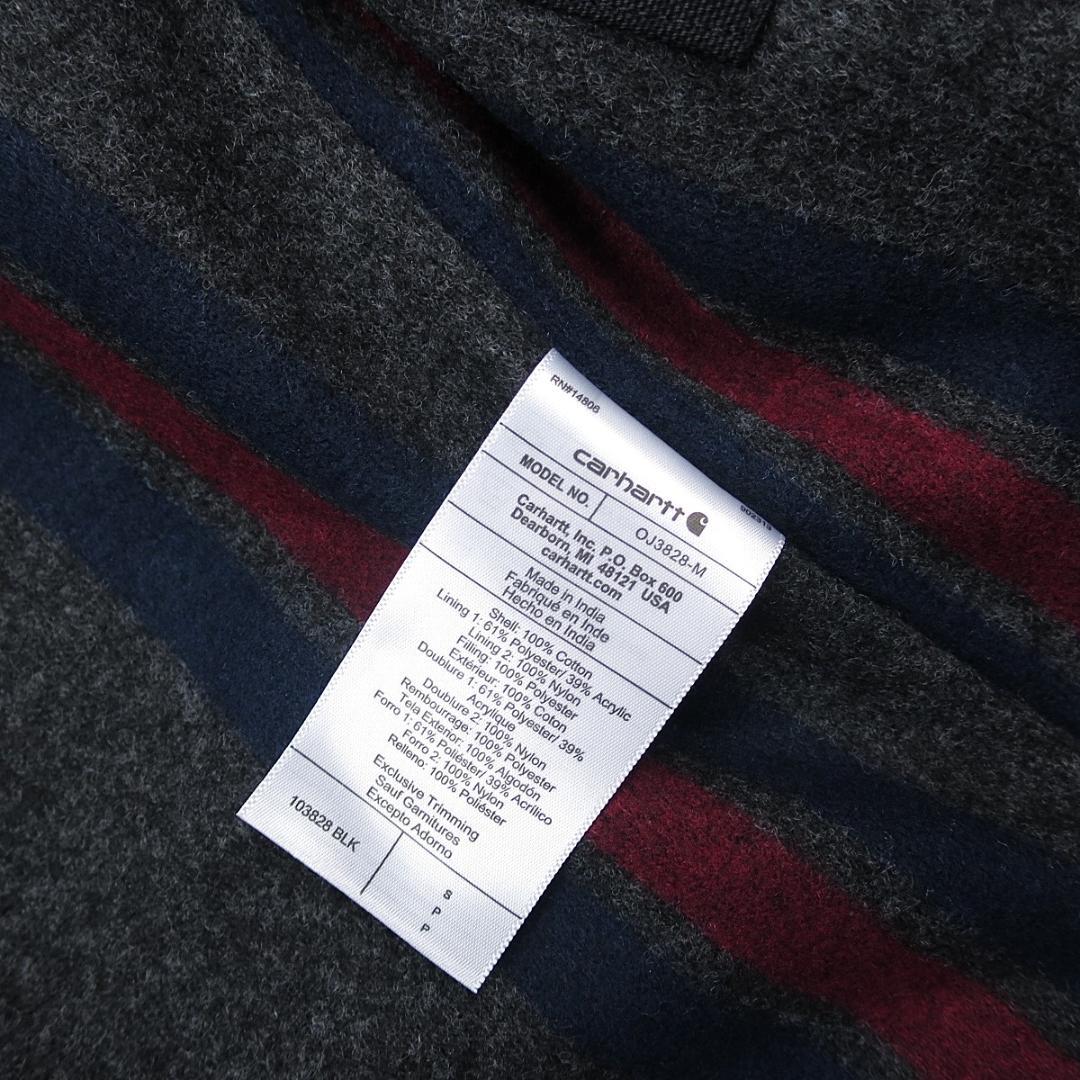 RN#14806
carhartt
MODEL NO. OJ3828-M
Carhartt, Inc. P.O. Box 600
Dearborn, MI 48121 USA
carhartt.com
Made in India
Fabriqué en Inde
Hecho en India
Shell: 100% Cotton
Lining 1: 61% Polyester/ 39% Acrylic
Lining 2: 100% Nylon
Filling: 100% Polyester
Extérieur: 100% Coton
Doublure 1: 61% Polyester/ 39%
Acrylique
Doublure 2: 100% Nylon
Rembourrage: 100% Polyester
Tela Exterior: 100% Algodón
Forro 1: 61% Poliéster/ 39% Acrílico
Forro 2: 100% Nylon
Relleno: 100% Poliéster
Exclusive Trimming
Sauf Garnitures
Excepto Adorno
103828 BLK
S
P
P